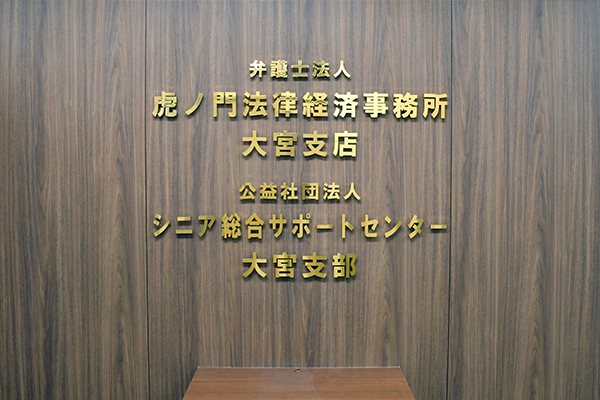 弁護士法人
虎ノ門法律経済事務所
大宮支店
公益社団法人
シニア総合サポートセンター
大宮支部